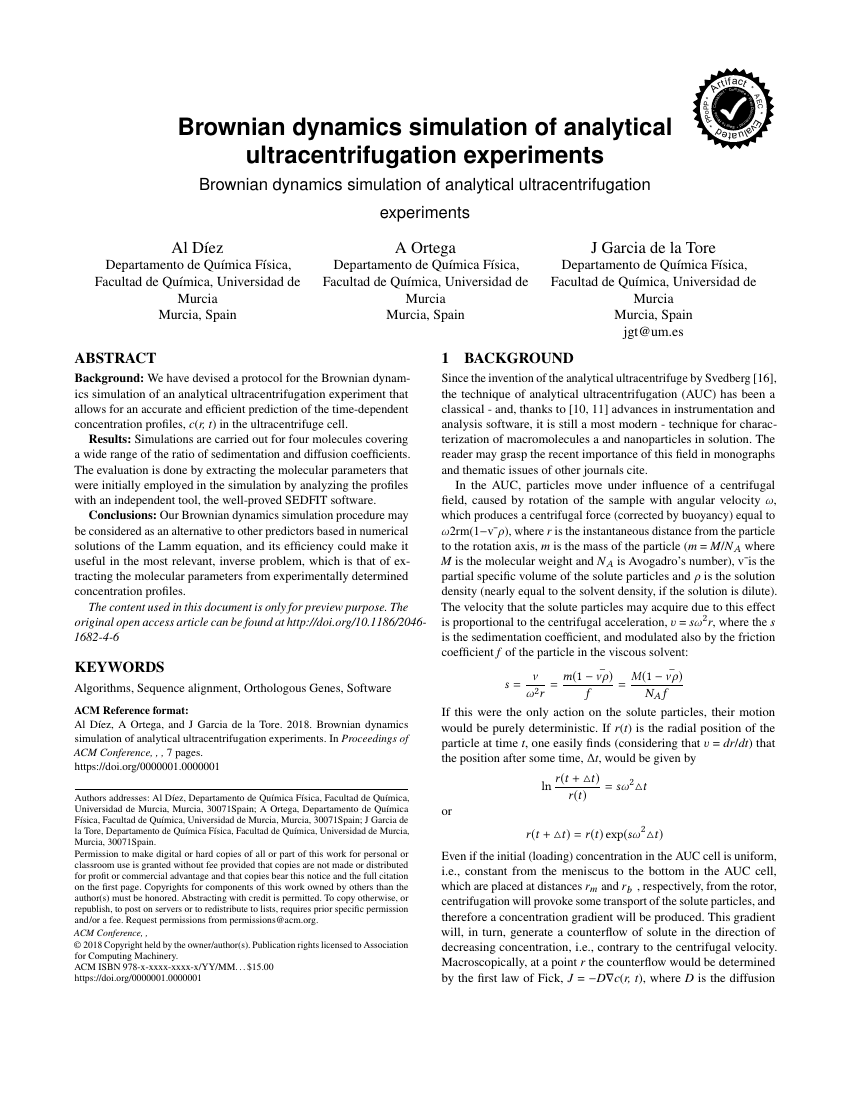 Artifact
AEC
Evaluated
PPoPP
Brownian dynamics simulation of analytical
ultracentrifugation experiments
Brownian dynamics simulation of analytical ultracentrifugation
experiments
Al Díez
Departamento de Química Física,
Facultad de Química, Universidad de
Murcia
Murcia, Spain
A Ortega
Departamento de Química Física,
Facultad de Química, Universidad de
Murcia
Murcia, Spain
J Garcia de la Tore
Departamento de Química Física,
Facultad de Química, Universidad de
Murcia
Murcia, Spain
jgt@um.es
ABSTRACT
Background: We have devised a protocol for the Brownian dynam-
ics simulation of an analytical ultracentrifugation experiment that
allows for an accurate and efficient prediction of the time-dependent
concentration profiles, c(r, t) in the ultracentrifuge cell.
Results: Simulations are carried out for four molecules covering
a wide range of the ratio of sedimentation and diffusion coefficients.
The evaluation is done by extracting the molecular parameters that
were initially employed in the simulation by analyzing the profiles
with an independent tool, the well-proved SEDFIT software.
Conclusions: Our Brownian dynamics simulation procedure may
be considered as an alternative to other predictors based in numerical
solutions of the Lamm equation, and its efficiency could make it
useful in the most relevant, inverse problem, which is that of ex-
tracting the molecular parameters from experimentally determined
concentration profiles.
The content used in this document is only for preview purpose. The
original open access article can be found at http://doi.org/10.1186/2046-
1682-4-6
KEYWORDS
Algorithms, Sequence alignment, Orthologous Genes, Software
ACM Reference format:
Al Díez, A Ortega, and J Garcia de la Tore. 2018. Brownian dynamics
simulation of analytical ultracentrifugation experiments. In Proceedings of
ACM Conference, , , 7 pages.
https://doi.org/0000001.0000001
Authors addresses: Al Díez, Departamento de Química Física, Facultad de Química,
Universidad de Murcia, Murcia, 30071Spain; A Ortega, Departamento de Química
Física, Facultad de Química, Universidad de Murcia, Murcia, 30071Spain; J Garcia de
la Tore, Departamento de Química Física, Facultad de Química, Universidad de Murcia,
Murcia, 30071Spain.
Permission to make digital or hard copies of all or part of this work for personal or
classroom use is granted without fee provided that copies are not made or distributed
for profit or commercial advantage and that copies bear this notice and the full citation
on the first page. Copyrights for components of this work owned by others than the
author(s) must be honored. Abstracting with credit is permitted. To copy otherwise, or
republish, to post on servers or to redistribute to lists, requires prior specific permission
and/or a fee. Request permissions from permissions@acm.org.
ACM Conference, ,
© 2018 Copyright held by the owner/author(s). Publication rights licensed to Association
for Computing Machinery.
ACM ISBN 978-x-xxxx-xxxx-x/YY/MM...$15.00
https://doi.org/0000001.0000001
1 BACKGROUND
Since the invention of the analytical ultracentrifuge by Svedberg [16],
the technique of analytical ultracentrifugation (AUC) has been a
classical - and, thanks to [10, 11] advances in instrumentation and
analysis software, it is still a most modern - technique for charac-
terization of macromolecules a and nanoparticles in solution. The
reader may grasp the recent importance of this field in monographs
and thematic issues of other journals cite.
In the AUC, particles move under influence of a centrifugal
field, caused by rotation of the sample with angular velocity ω,
which produces a centrifugal force (corrected by buoyancy) equal to
ω2rm(1−v¯ρ), where r is the instantaneous distance from the particle
to the rotation axis, m is the mass of the particle (m = M/N_A where
M is the molecular weight and N_A is Avogadro's number), v¯is the
partial specific volume of the solute particles and ρ is the solution
density (nearly equal to the solvent density, if the solution is dilute).
The velocity that the solute particles may acquire due to this effect
is proportional to the centrifugal acceleration, υ = sω²r, where the s
is the sedimentation coefficient, and modulated also by the friction
coefficient f of the particle in the viscous solvent:
s = v/ω²r = m(1 − v̄ρ)/f = M(1 − v̄ρ)/N_A f
If this were the only action on the solute particles, their motion
would be purely deterministic. If r(t) is the radial position of the
particle at time t, one easily finds (considering that υ = dr/dt) that
the position after some time, Δt, would be given by
ln r(t + △t)/r(t) = sω²△t
or
r(t + △t) = r(t) exp(sω²△t)
Even if the initial (loading) concentration in the AUC cell is uniform,
i.e., constant from the meniscus to the bottom in the AUC cell,
which are placed at distances r_m and r_b , respectively, from the rotor,
centrifugation will provoke some transport of the solute particles, and
therefore a concentration gradient will be produced. This gradient
will, in turn, generate a counterflow of solute in the direction of
decreasing concentration, i.e., contrary to the centrifugal velocity.
Macroscopically, at a point r the counterflow would be determined
by the first law of Fick, J = −D∇c(r, t), where D is the diffusion